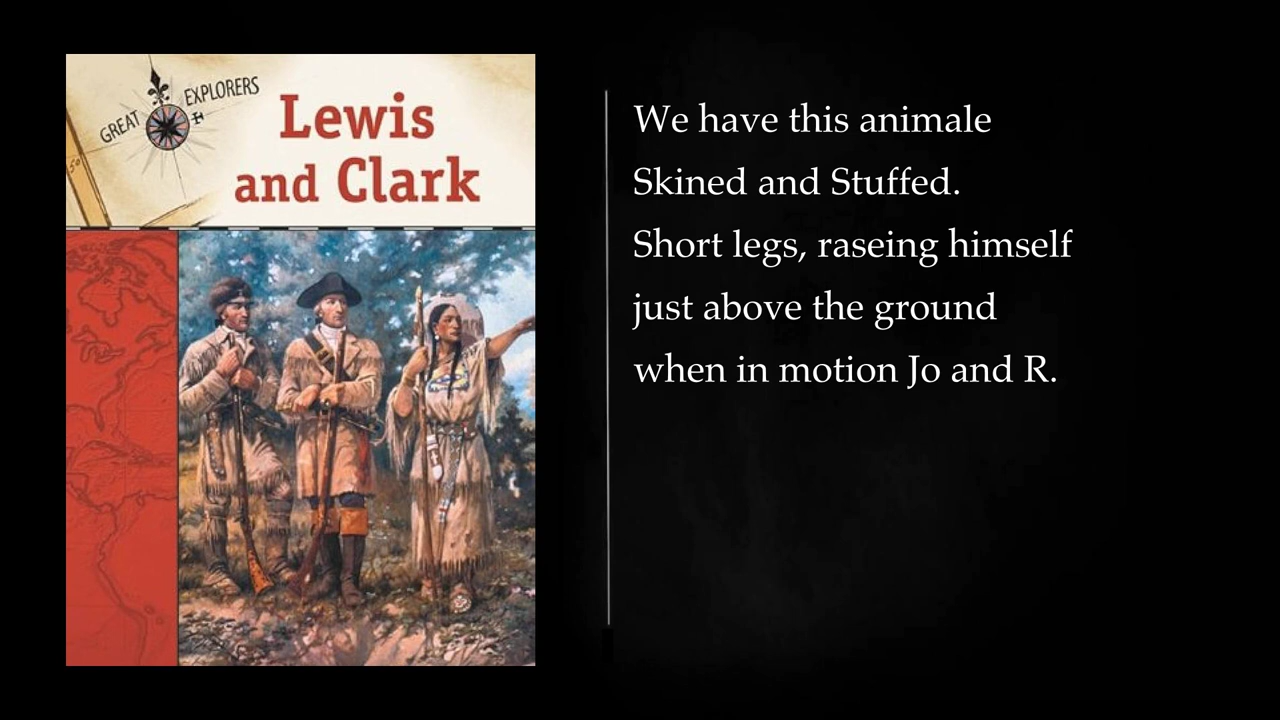 GREAT EXPLORERS
Lewis
and Clark
50
We have this animale
Skined and Stuffed.
Short legs, raseing himself
just above the ground
when in motion Jo and R.